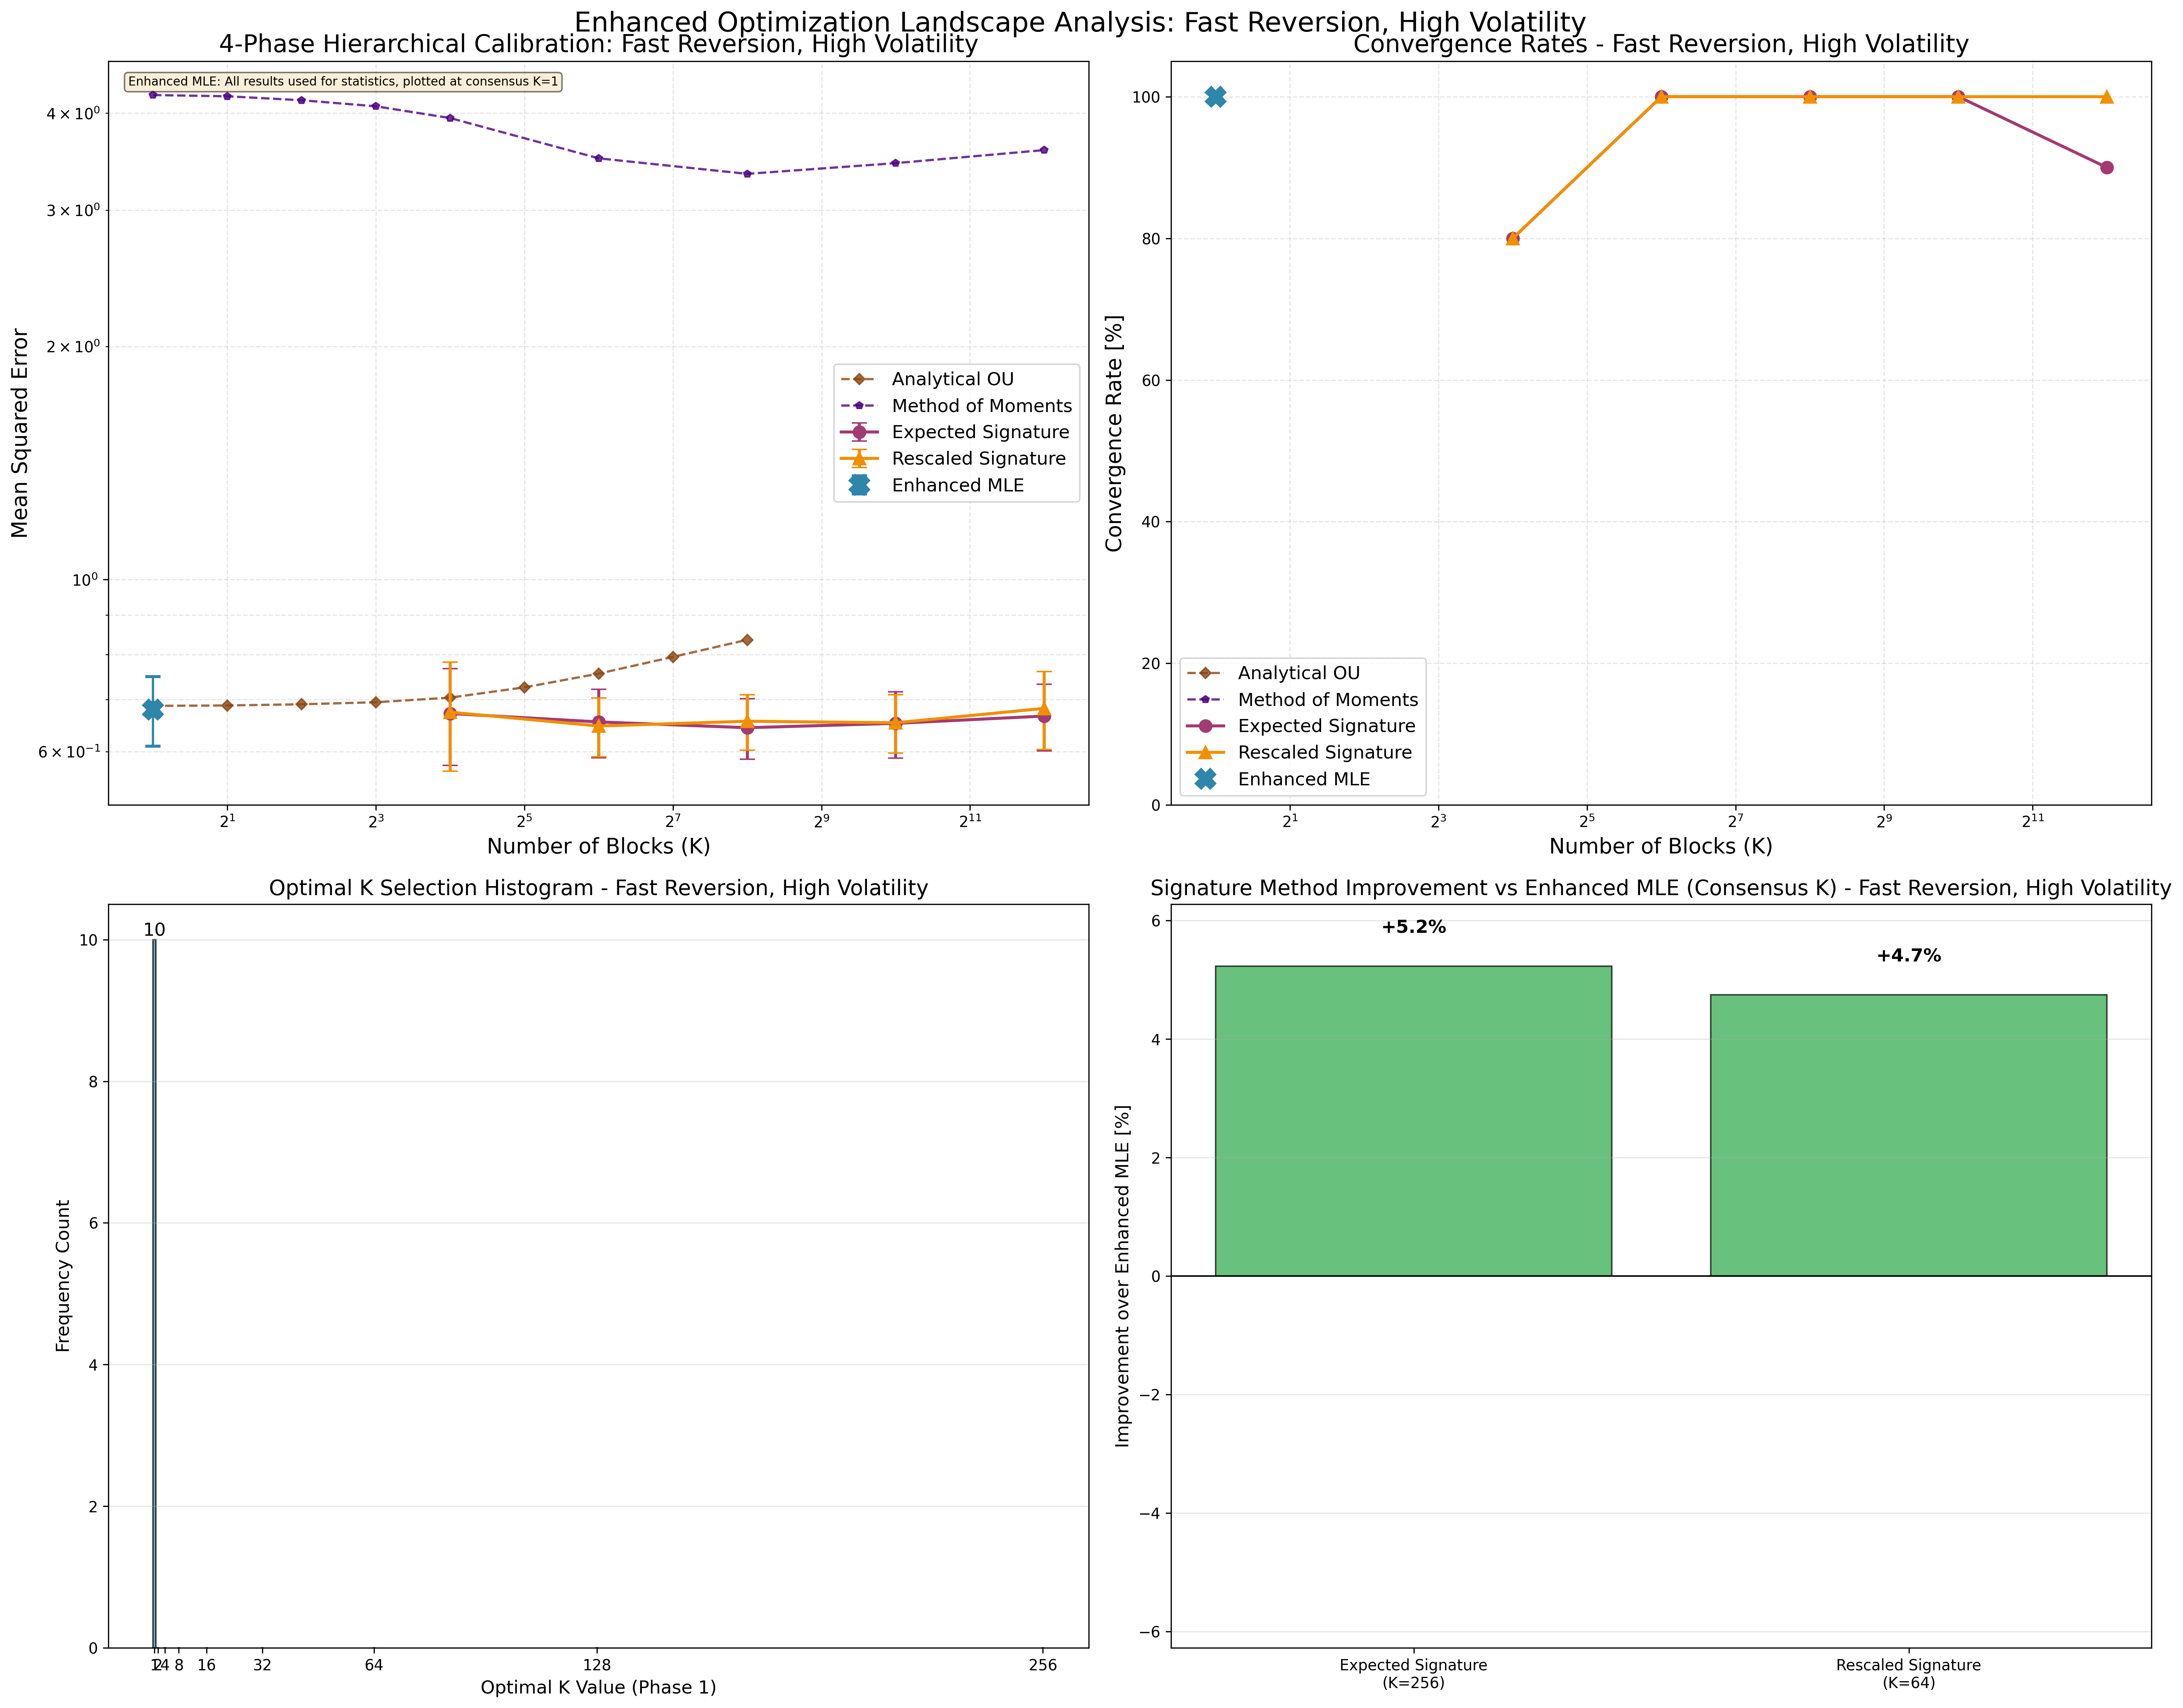 Enhanced Optimization Landscape Analysis: Fast Reversion, High Volatility
4-Phase Hierarchical Calibration: Fast Reversion, High Volatility
Enhanced MLE: All results used for statistics, plotted at consensus K=1
Mean Squared Error
4 × 10⁰
3 × 10⁰
2 × 10⁰
10⁰
6 × 10⁻¹
Analytical OU
Method of Moments
Expected Signature
Rescaled Signature
Enhanced MLE
2¹ 2³ 2⁵ 2⁷ 2⁹ 2¹¹
Number of Blocks (K)
Convergence Rates - Fast Reversion, High Volatility
Convergence Rate [%]
100
80
60
40
20
0
Analytical OU
Method of Moments
Expected Signature
Rescaled Signature
Enhanced MLE
2¹ 2³ 2⁵ 2⁷ 2⁹ 2¹¹
Number of Blocks (K)
Optimal K Selection Histogram - Fast Reversion, High Volatility
Frequency Count
10
10
8
6
4
2
0
1 2 4 8 16 32 64 128 256
Optimal K Value (Phase 1)
Signature Method Improvement vs Enhanced MLE (Consensus K) - Fast Reversion, High Volatility
Improvement over Enhanced MLE [%]
6
4
2
0
−2
−4
−6
+5.2%
+4.7%
Expected Signature
(K=256)
Rescaled Signature
(K=64)